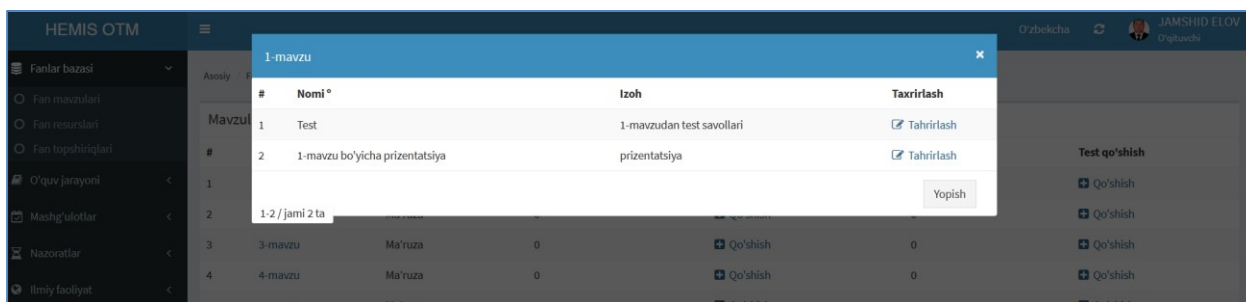 HEMIS OTM
O'zbekcha
JAMSHID ELOV
O'qituvchi
Fanlar bazasi
Fan mavzulari
Fan resurslari
Fan topshiriqlari
O'quv jarayoni
Mashg'ulotlar
Nazoratlar
Ilmiy faoliyat
Asosiy / F
Mavzul
# Test qo'shish
1 Qo'shish
2 Qo'shish
3 3-mavzu Ma'ruza 0 Qo'shish 0 Qo'shish
4 4-mavzu Ma'ruza 0 Qo'shish 0 Qo'shish
1-mavzu ×
# Nomi ° Izoh Taxrirlash
1 Test 1-mavzudan test savollari Tahrirlash
2 1-mavzu bo'yicha prizentatsiya prizentatsiya Tahrirlash
Yopish
1-2 / jami 2 ta